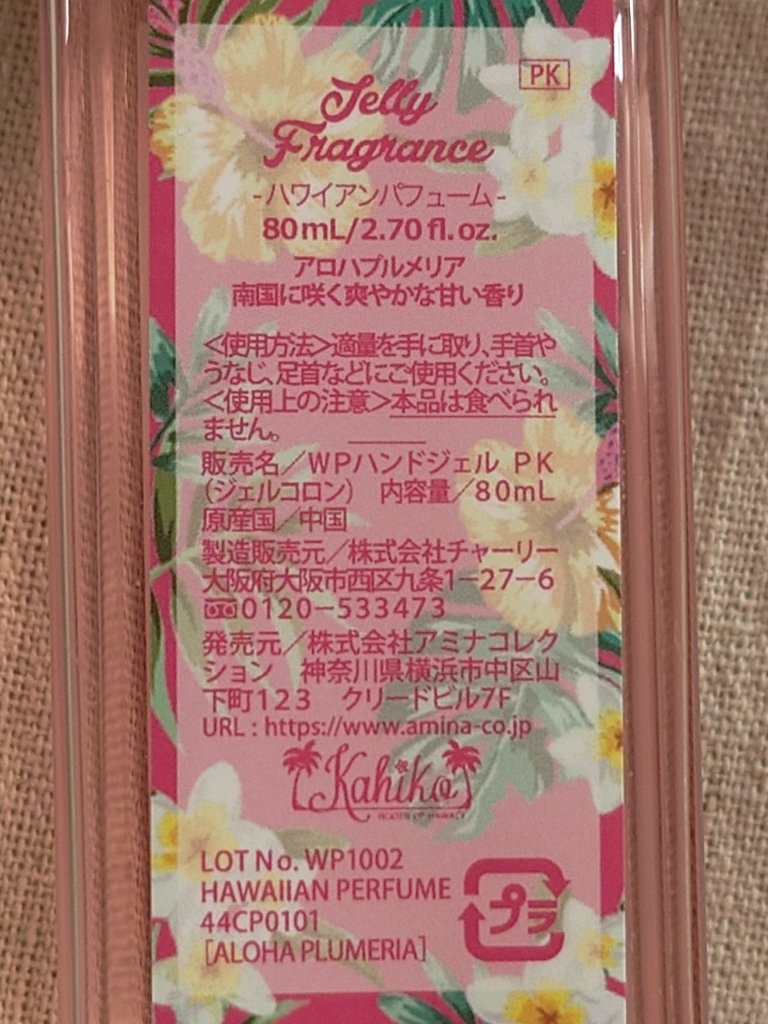 PK
Jelly
Fragrance
-ハワイアンパフューム-
80mL/2.70 fl. oz.
アロハプルメリア
南国に咲く爽やかな甘い香り
<使用方法>適量を手に取り、手首や
うなじ、足首などにご使用ください。
<使用上の注意>本品は食べられ
ません。
販売名／WPハンドジェル PK
（ジェルコロン） 内容量／80mL
原産国／中国
製造販売元／株式会社チャーリー
大阪府大阪市西区九条1−27−6
0120−533473
発売元／株式会社アミナコレク
ション 神奈川県横浜市中区山
下町123 クリードビル7F
URL : https://www.amina-co.jp
Kahiko
ROOTS OF HAWAI'I
LOT No. WP1002
HAWAIIAN PERFUME
44CP0101
[ALOHA PLUMERIA]
プラ